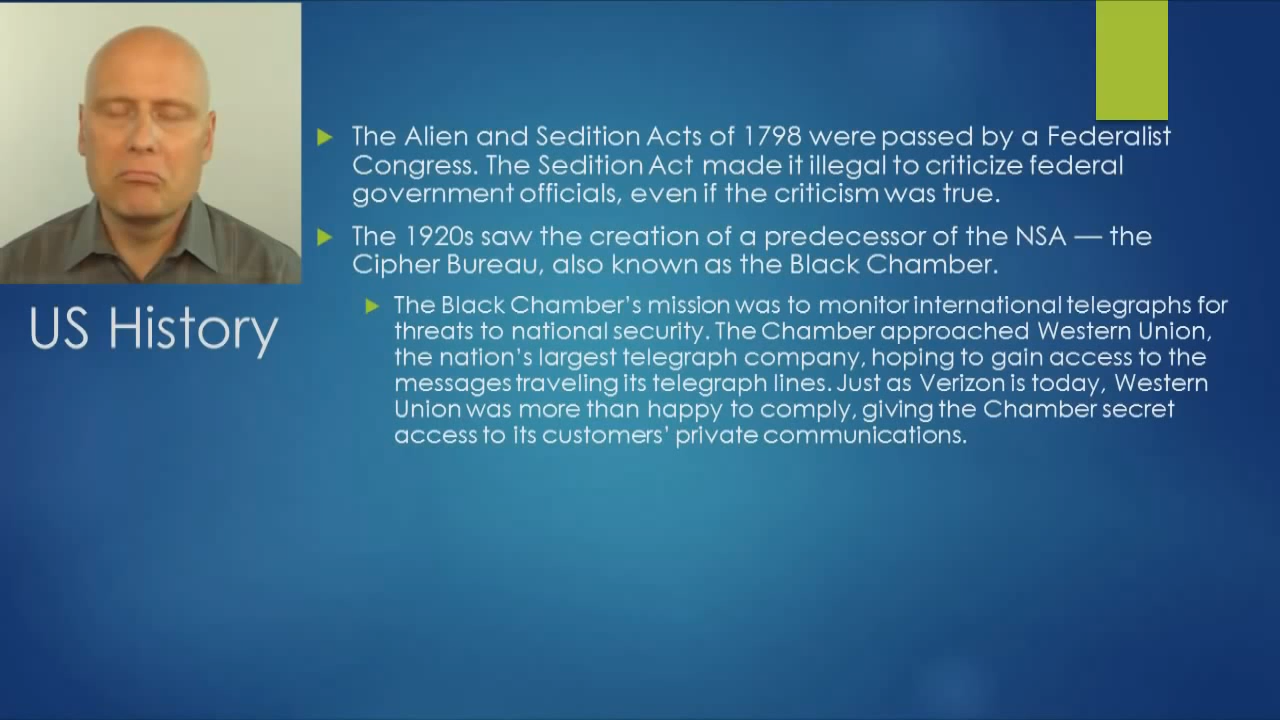 The Alien and Sedition Acts of 1798 were passed by a Federalist
Congress. The Sedition Act made it illegal to criticize federal
government officials, even if the criticism was true.
The 1920s saw the creation of a predecessor of the NSA — the
Cipher Bureau, also known as the Black Chamber.
The Black Chamber's mission was to monitor international telegraphs for
threats to national security. The Chamber approached Western Union,
the nation's largest telegraph company, hoping to gain access to the
messages traveling its telegraph lines. Just as Verizon is today, Western
Union was more than happy to comply, giving the Chamber secret
access to its customers' private communications.
US History